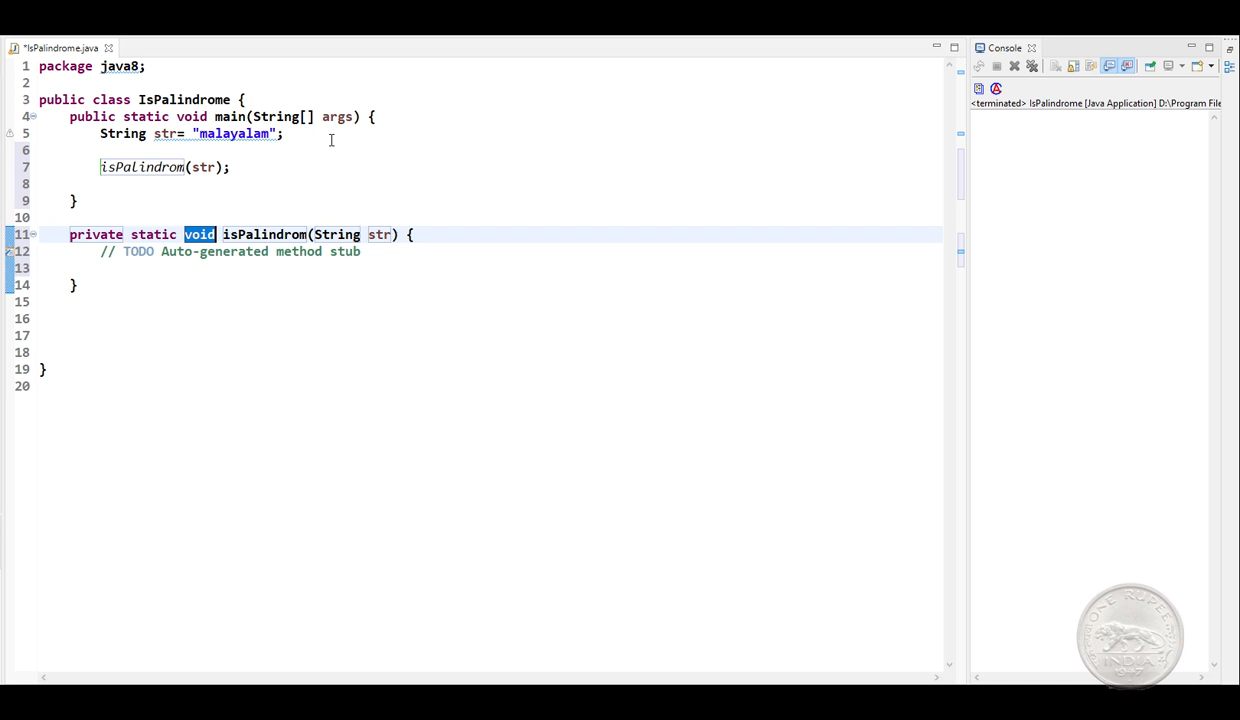 *IsPalindrome.java
Console
<terminated> IsPalindrome [Java Application] D:\Program File
1 package java8;
2
3 public class IsPalindrome {
4 public static void main(String[] args) {
5 String str= "malayalam";
6
7 isPalindrom(str);
8
9 }
10
11 private static void isPalindrom(String str) {
12 // TODO Auto-generated method stub
13
14 }
15
16
17
18
19 }
20
ONE RUPEE
INDIA
1947